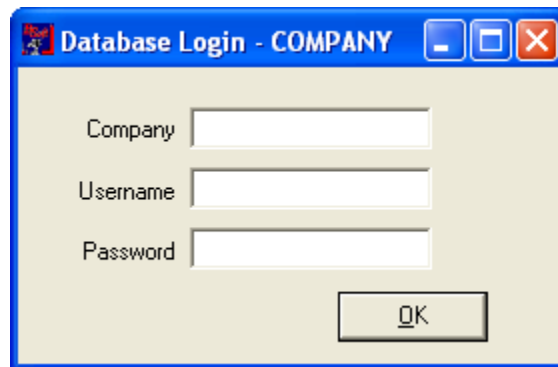 Database Login - COMPANY
Company
Username
Password
OK